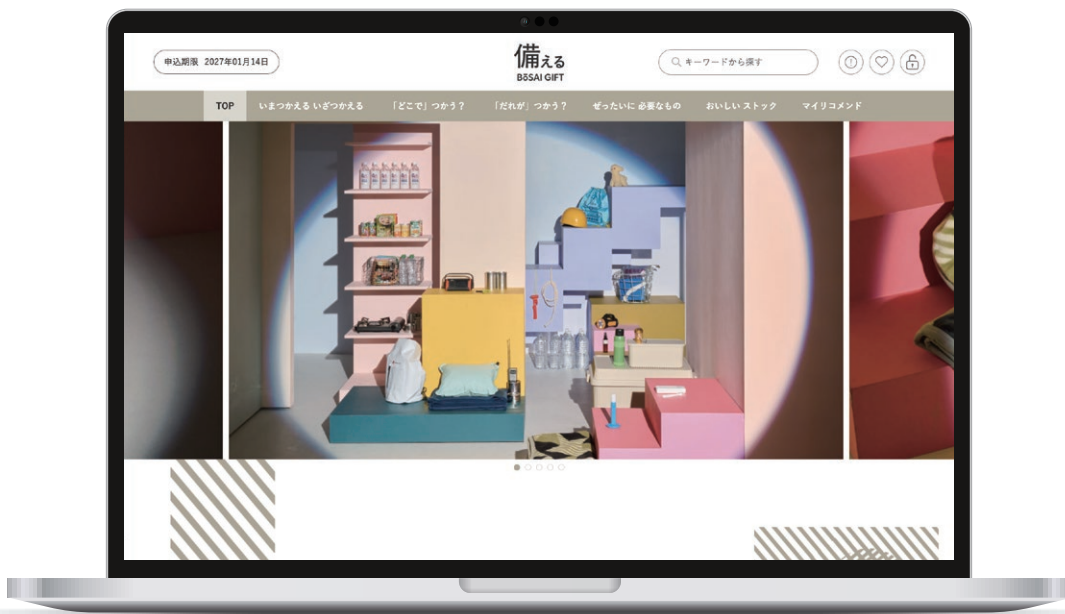 申込期限 2027年01月14日
備える
BōSAI GIFT
キーワードから探す
TOP
いまつかえる いざつかえる
「どこで」つかう？
「だれが」つかう？
ぜったいに 必要なもの
おいしい ストック
マイリコメンド